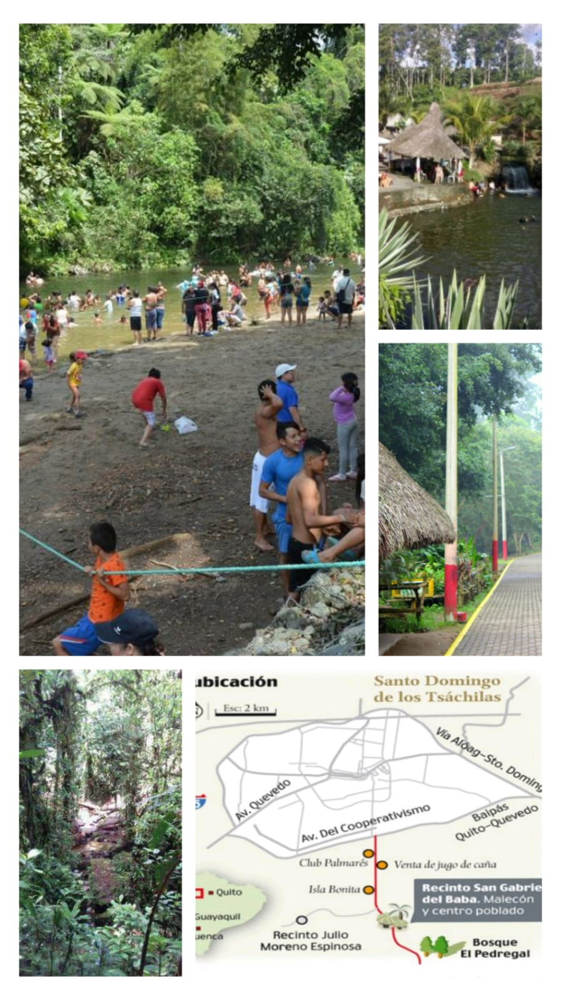 ubicación
Santo Domingo
de los Tsáchilas
N
Esc: 2 km
Vía Alóag-Sto. Doming
Av. Quevedo
Av. Del Cooperativismo
Baipás
Quito-Quevedo
Club Palmarés
Venta de jugo de caña
Isla Bonita
Recinto San Gabrie
del Baba. Malecón
y centro poblado
Quito
Guayaquil
uenca
Recinto Julio
Moreno Espinosa
Bosque
El Pedregal